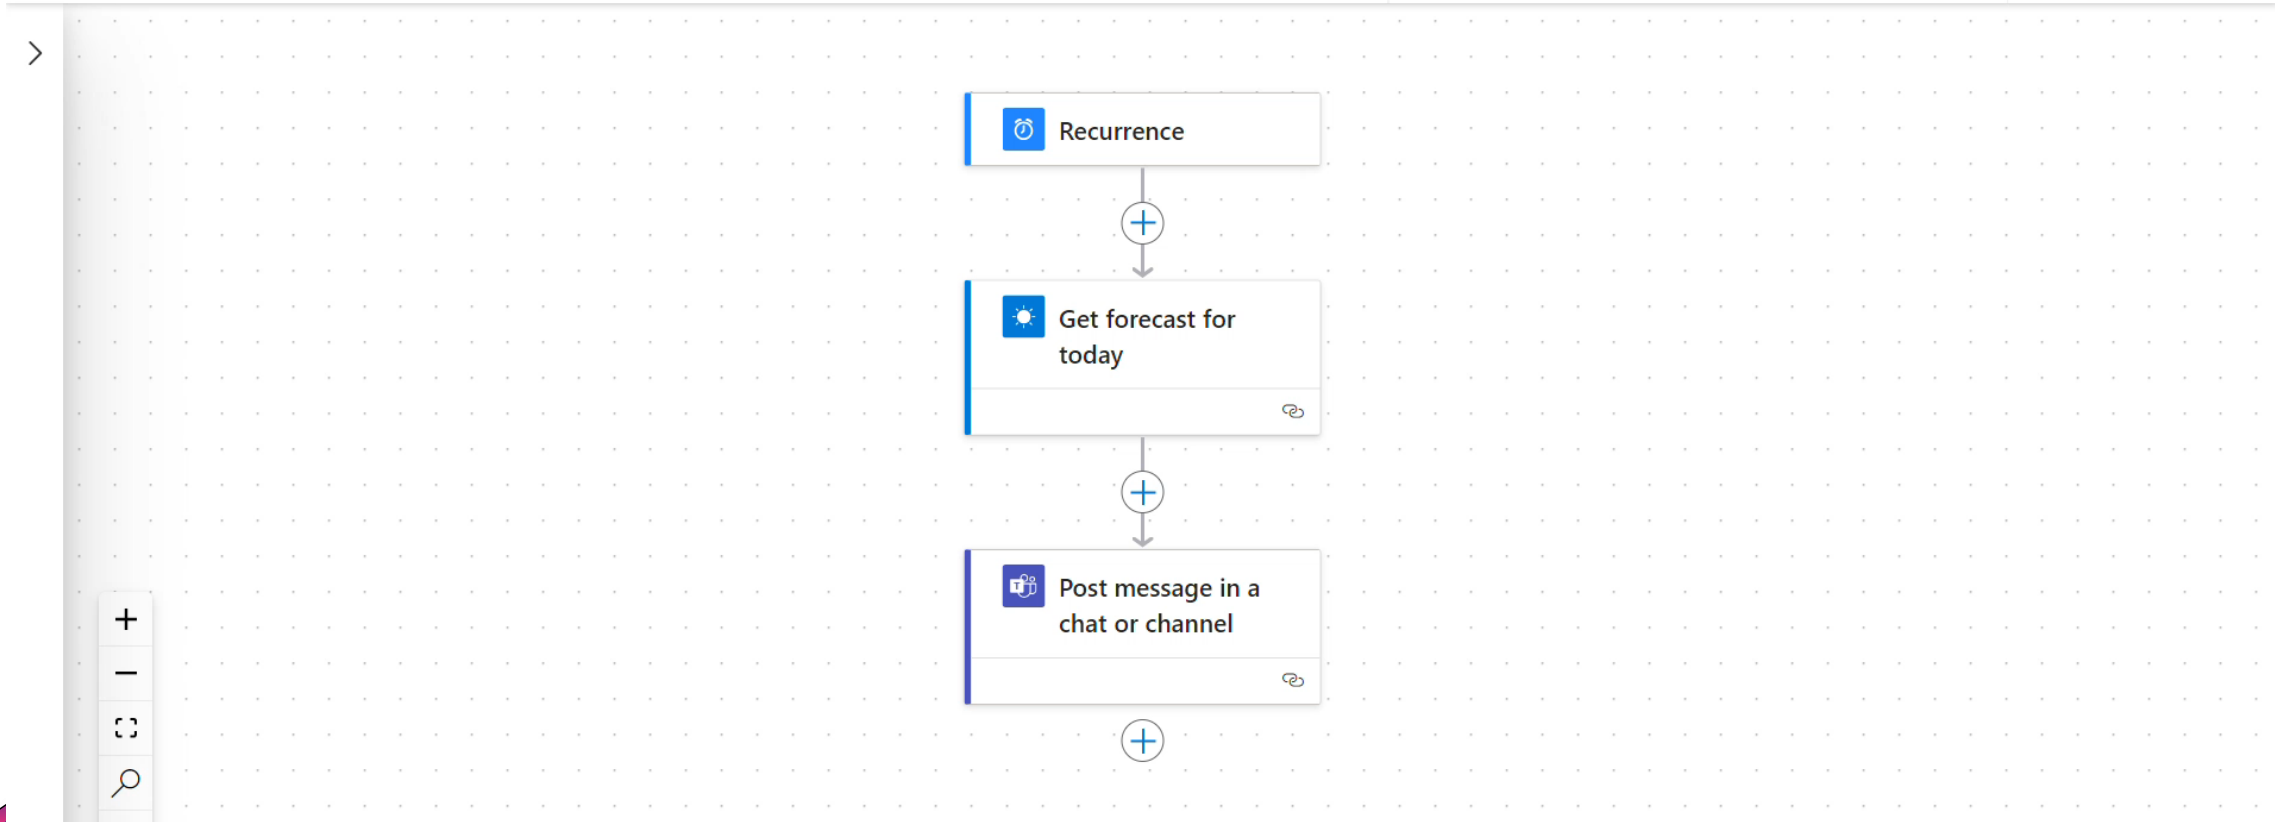 Recurrence
Get forecast for
today
Post message in a
chat or channel